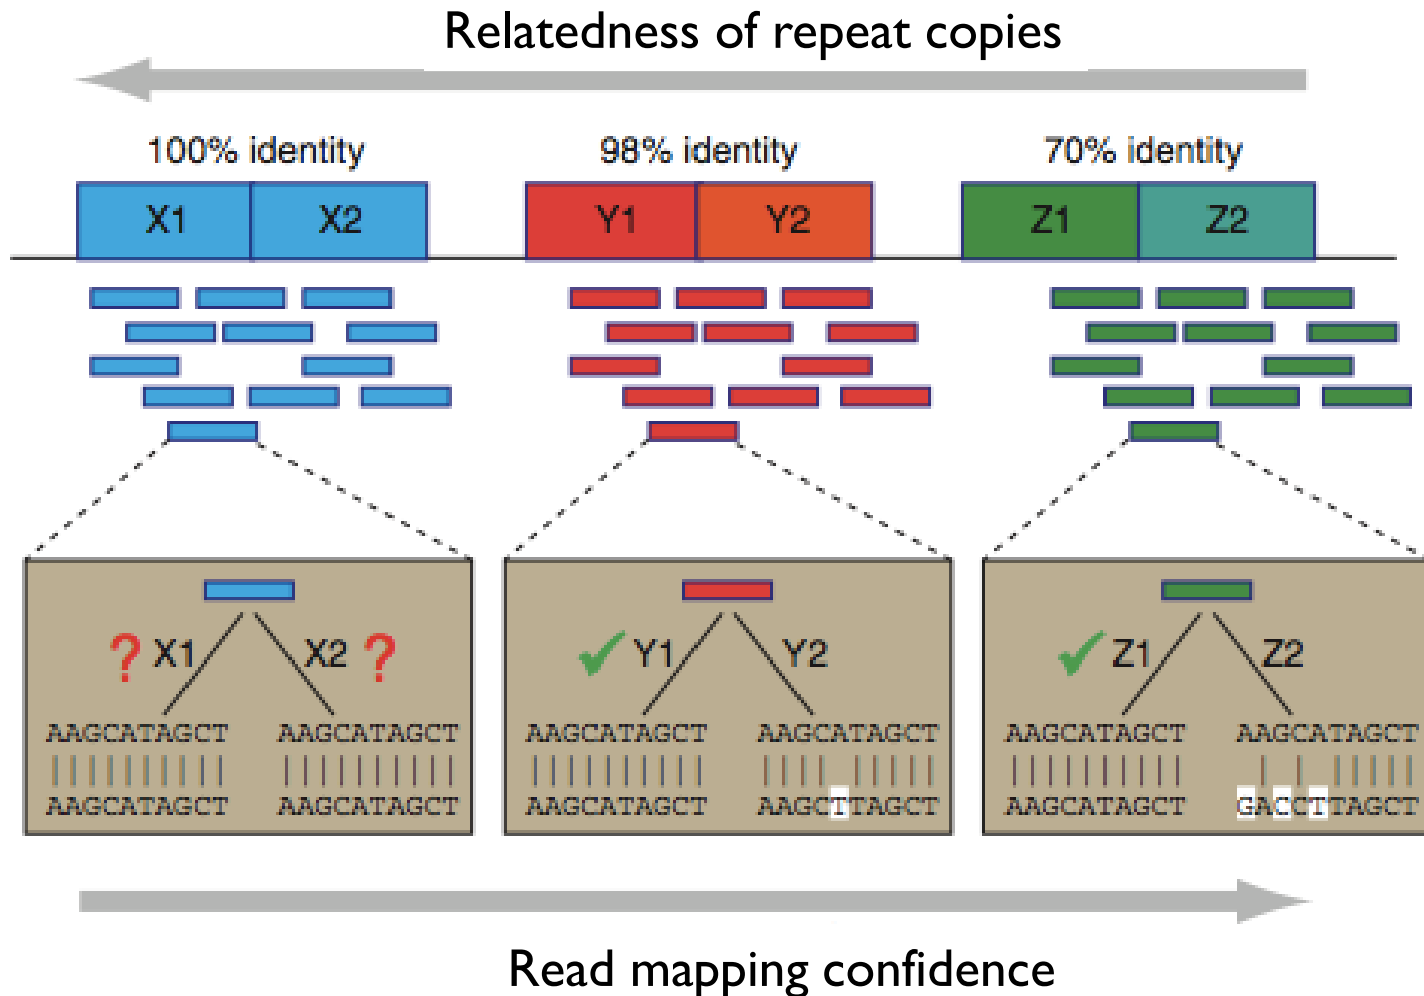 Relatedness of repeat copies
100% identity 98% identity 70% identity
X1 X2 Y1 Y2 Z1 Z2
? X1 X2 ? Y1 Y2 Z1 Z2
AAGCATAGCT AAGCATAGCT AAGCATAGCT AAGCATAGCT AAGCATAGCT AAGCATAGCT
AAGCATAGCT AAGCATAGCT AAGCATAGCT AAGCTTAGCT AAGCATAGCT GACCTTAGCT
Read mapping confidence